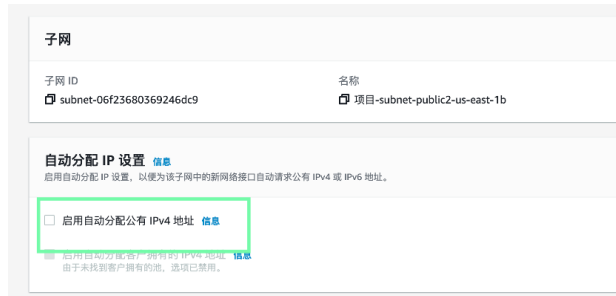 子网
子网 ID
subnet-06f23680369246dc9
名称
项目-subnet-public2-us-east-1b
自动分配 IP 设置 信息
启用自动分配 IP 设置，以便为该子网中的新网络接口自动请求公有 IPv4 或 IPv6 地址。
启用自动分配公有 IPv4 地址 信息
启用自动分配客户拥有的 IPv4 地址 信息
由于未找到客户拥有的池，选项已禁用。